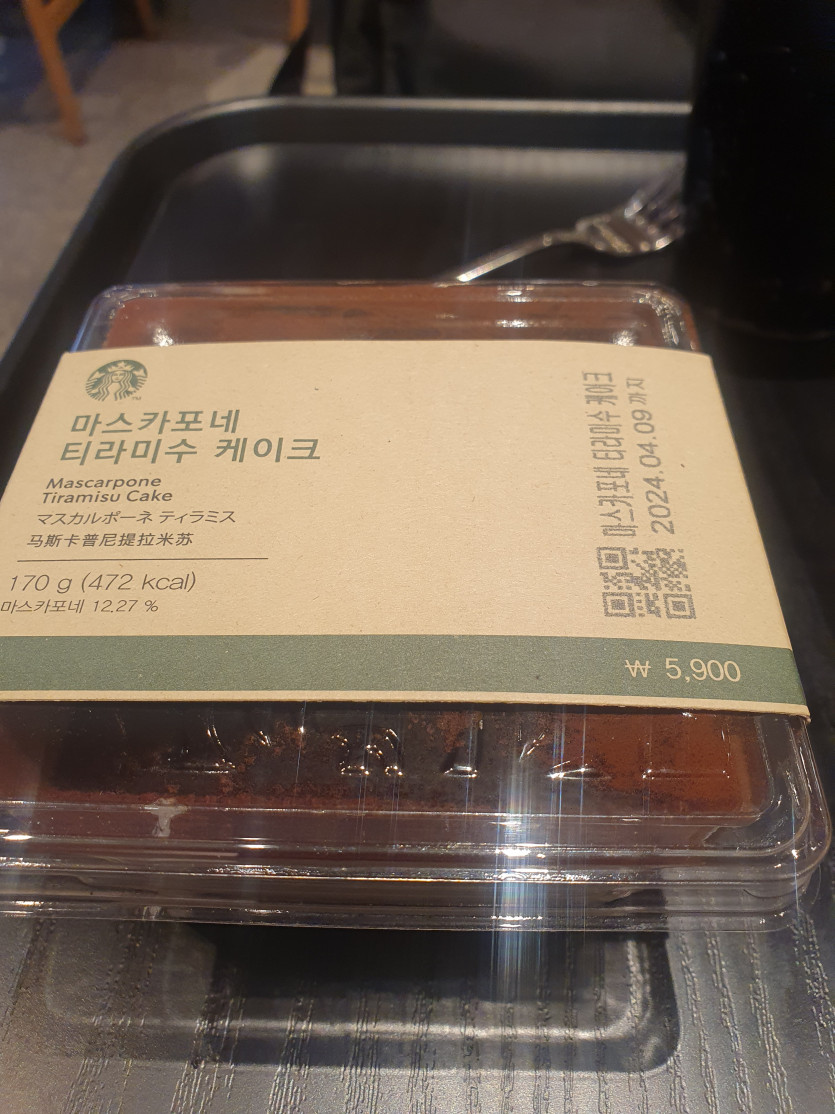 마스카포네
티라미수 케이크
Mascarpone
Tiramisu Cake
マスカルポーネ ティラミス
马斯卡普尼提拉米苏
170 g (472 kcal)
마스카포네 12.27 %
₩ 5,900
마스카포네 티라미수 케이크
2024.04.09 까지